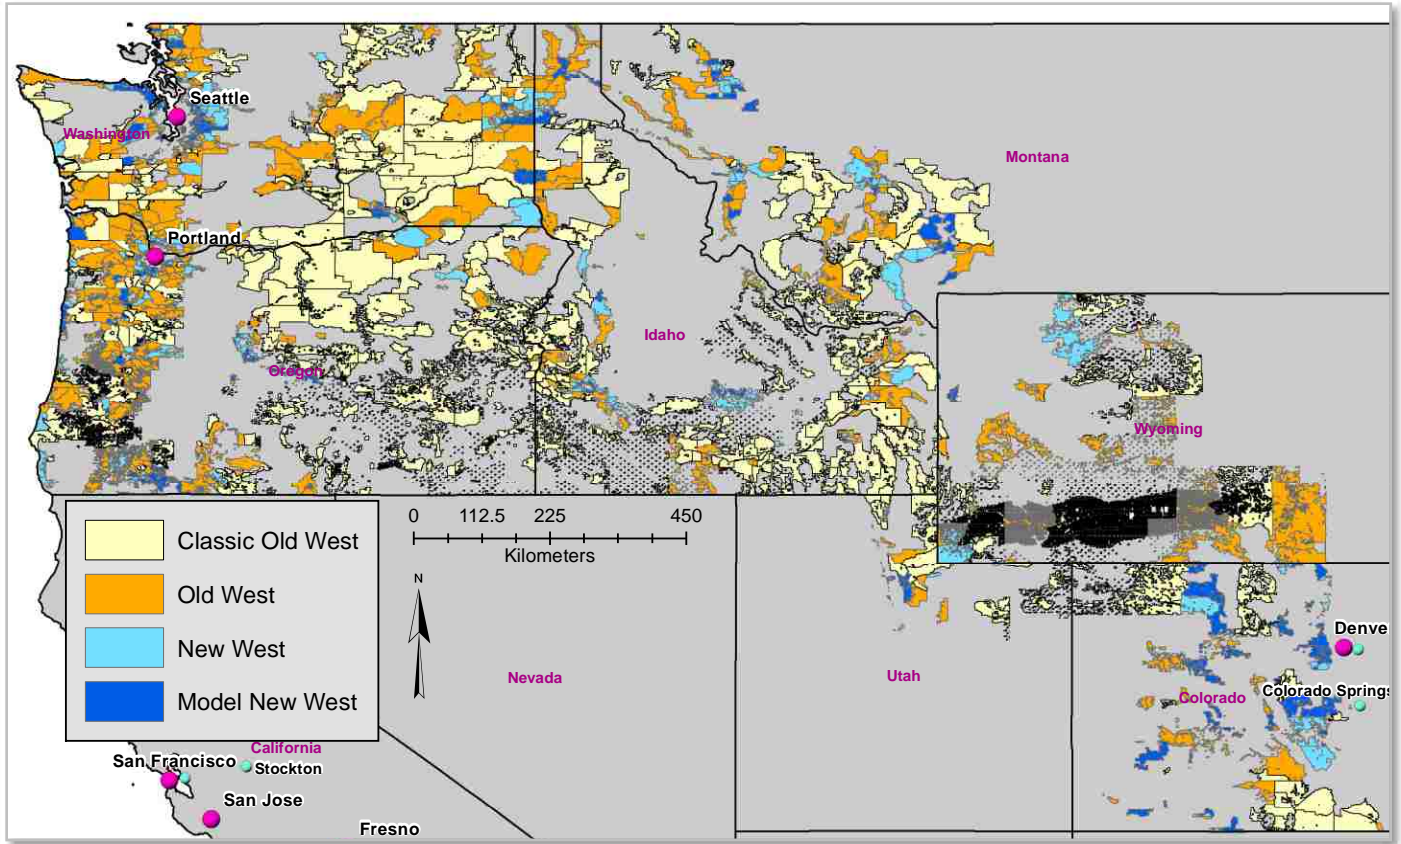 Seattle
Washington
Montana
Portland
Idaho
Oregon
Wyoming
Classic Old West
Old West
New West
Model New West
0 112.5 225 450
Kilometers
N
Nevada
Utah
Denve
Colorado
Colorado Springs
California
San Francisco
Stockton
San Jose
Fresno